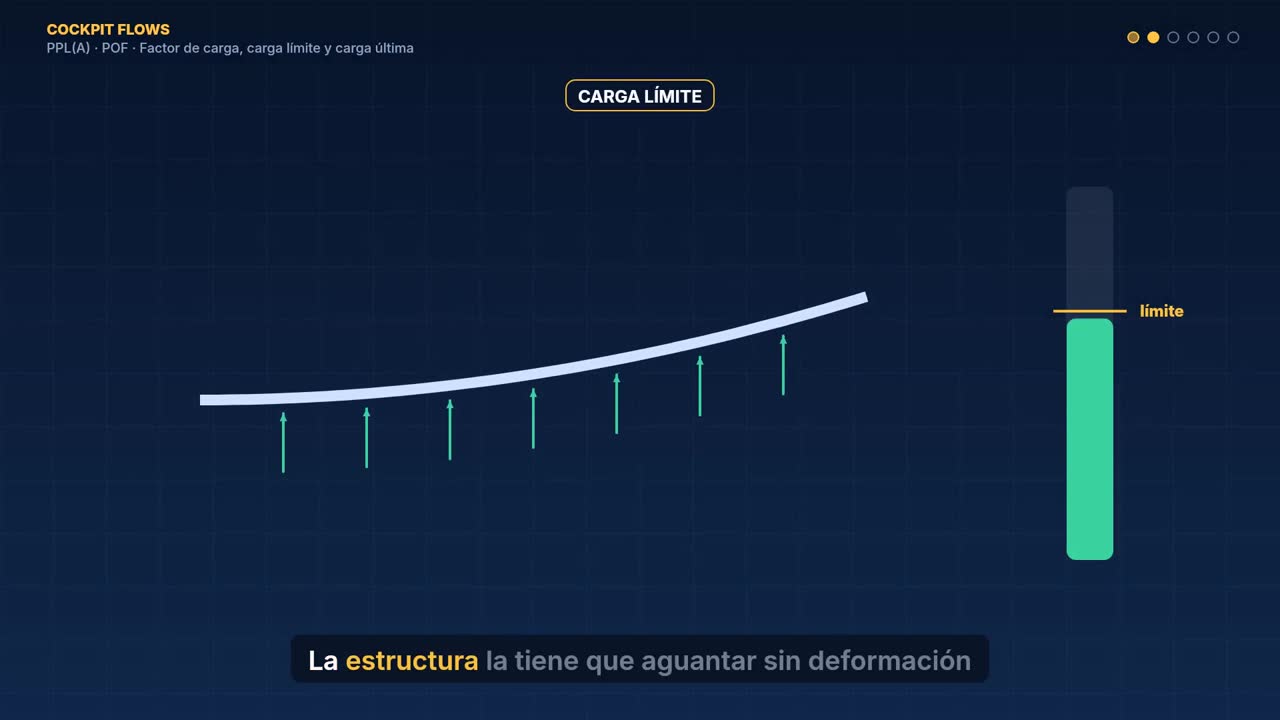 COCKPIT FLOWS
PPL(A) · POF · Factor de carga, carga límite y carga última
CARGA LÍMITE
límite
La estructura la tiene que aguantar sin deformación